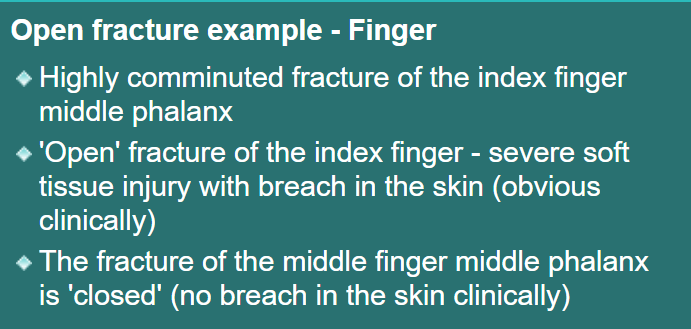 Open fracture example - Finger
Highly comminuted fracture of the index finger
middle phalanx
'Open' fracture of the index finger - severe soft
tissue injury with breach in the skin (obvious
clinically)
The fracture of the middle finger middle phalanx
is 'closed' (no breach in the skin clinically)